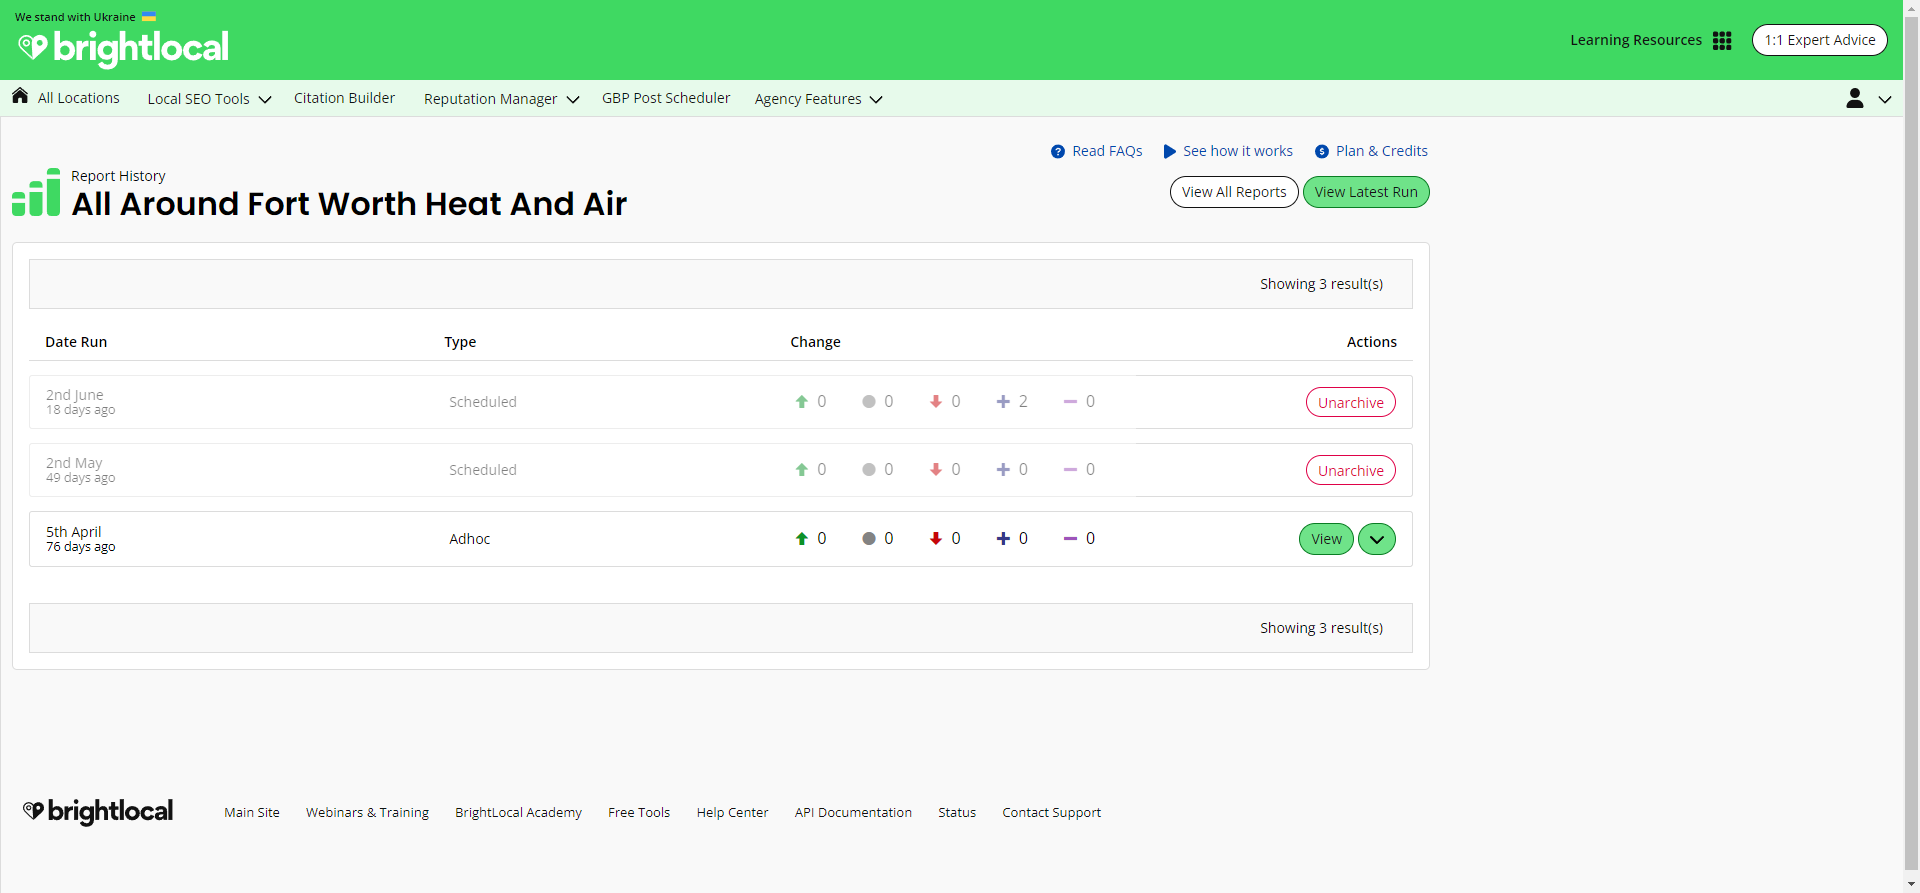 We stand with Ukraine
brightlocal
Learning Resources
1:1 Expert Advice
All Locations
Local SEO Tools
Citation Builder
Reputation Manager
GBP Post Scheduler
Agency Features
Read FAQs
See how it works
Plan & Credits
Report History
All Around Fort Worth Heat And Air
View All Reports
View Latest Run
Showing 3 result(s)
Date Run Type Change Actions
2nd June
18 days ago
Scheduled
0 0 0 2 0
Unarchive
2nd May
49 days ago
Scheduled
0 0 0 0 0
Unarchive
5th April
76 days ago
Adhoc
0 0 0 0 0
View
Showing 3 result(s)
brightlocal
Main Site
Webinars & Training
BrightLocal Academy
Free Tools
Help Center
API Documentation
Status
Contact Support